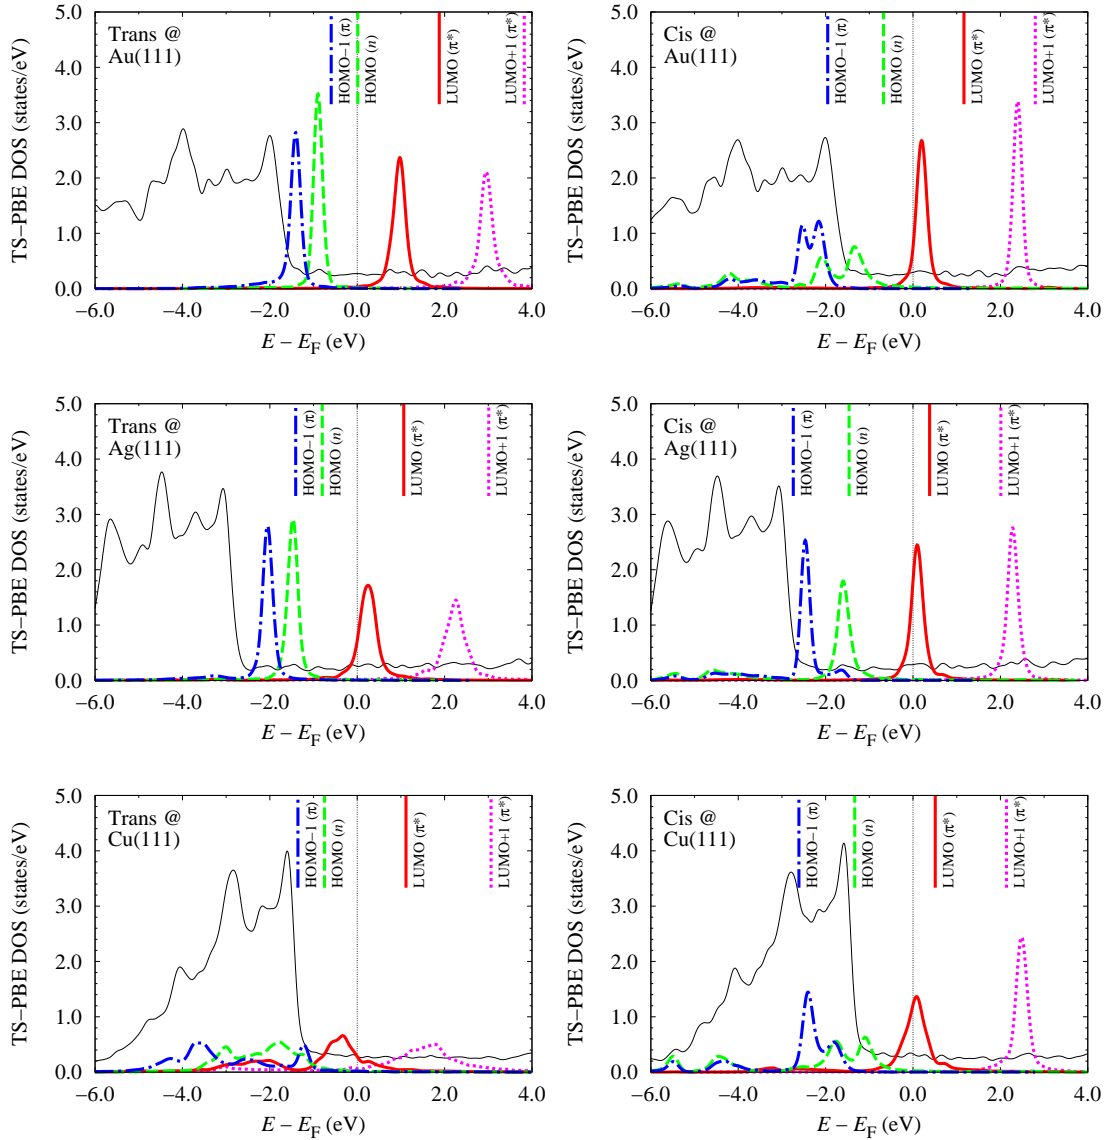 Trans @
Au(111)
HOMO−1 (π)
HOMO (n)
LUMO (π*)
LUMO+1 (π*)
TS−PBE DOS (states/eV)
5.0
4.0
3.0
2.0
1.0
0.0
−6.0 −4.0 −2.0 0.0 2.0 4.0
E − EF (eV)
Cis @
Au(111)
HOMO−1 (π)
HOMO (n)
LUMO (π*)
LUMO+1 (π*)
TS−PBE DOS (states/eV)
5.0
4.0
3.0
2.0
1.0
0.0
−6.0 −4.0 −2.0 0.0 2.0 4.0
E − EF (eV)
Trans @
Ag(111)
HOMO−1 (π)
HOMO (n)
LUMO (π*)
LUMO+1 (π*)
TS−PBE DOS (states/eV)
5.0
4.0
3.0
2.0
1.0
0.0
−6.0 −4.0 −2.0 0.0 2.0 4.0
E − EF (eV)
Cis @
Ag(111)
HOMO−1 (π)
HOMO (n)
LUMO (π*)
LUMO+1 (π*)
TS−PBE DOS (states/eV)
5.0
4.0
3.0
2.0
1.0
0.0
−6.0 −4.0 −2.0 0.0 2.0 4.0
E − EF (eV)
Trans @
Cu(111)
HOMO−1 (π)
HOMO (n)
LUMO (π*)
LUMO+1 (π*)
TS−PBE DOS (states/eV)
5.0
4.0
3.0
2.0
1.0
0.0
−6.0 −4.0 −2.0 0.0 2.0 4.0
E − EF (eV)
Cis @
Cu(111)
HOMO−1 (π)
HOMO (n)
LUMO (π*)
LUMO+1 (π*)
TS−PBE DOS (states/eV)
5.0
4.0
3.0
2.0
1.0
0.0
−6.0 −4.0 −2.0 0.0 2.0 4.0
E − EF (eV)